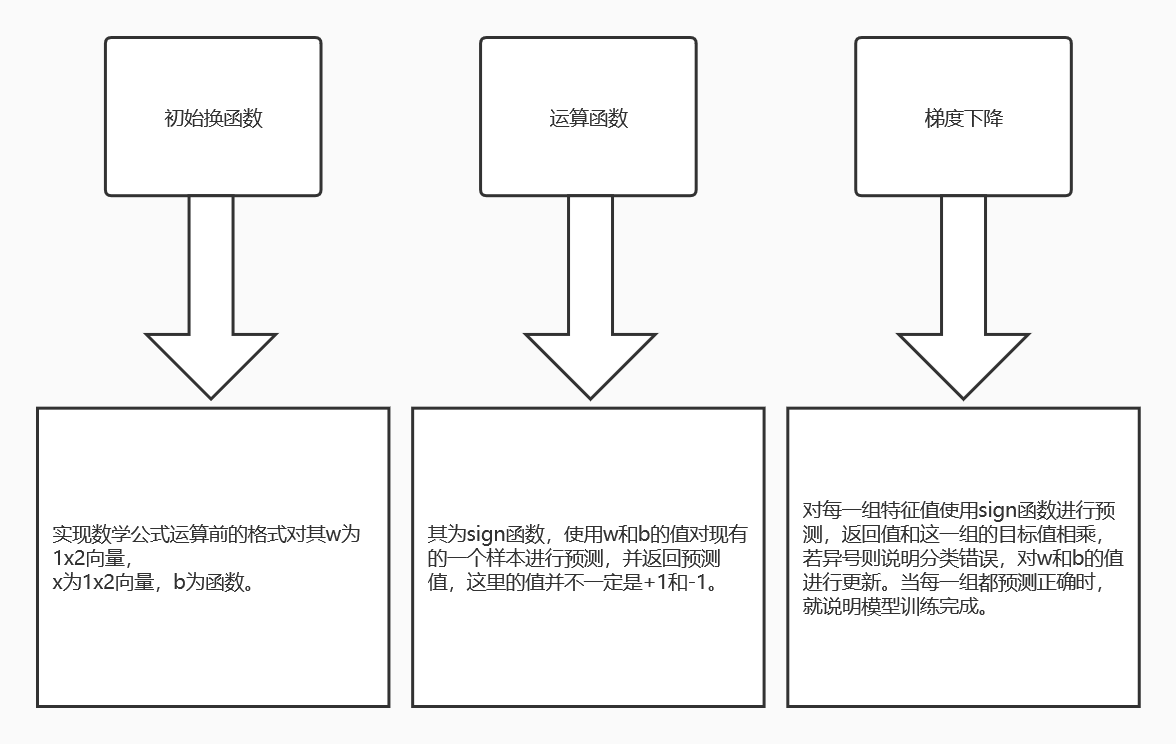 初始换函数
运算函数
梯度下降
实现数学公式运算前的格式对其w为
1x2向量，
x为1x2向量，b为函数。
其为sign函数，使用w和b的值对现有
的一个样本进行预测，并返回预测
值，这里的值并不一定是+1和-1。
对每一组特征值使用sign函数进行预
测，返回值和这一组的目标值相乘，
若异号则说明分类错误，对w和b的值
进行更新。当每一组都预测正确时，
就说明模型训练完成。